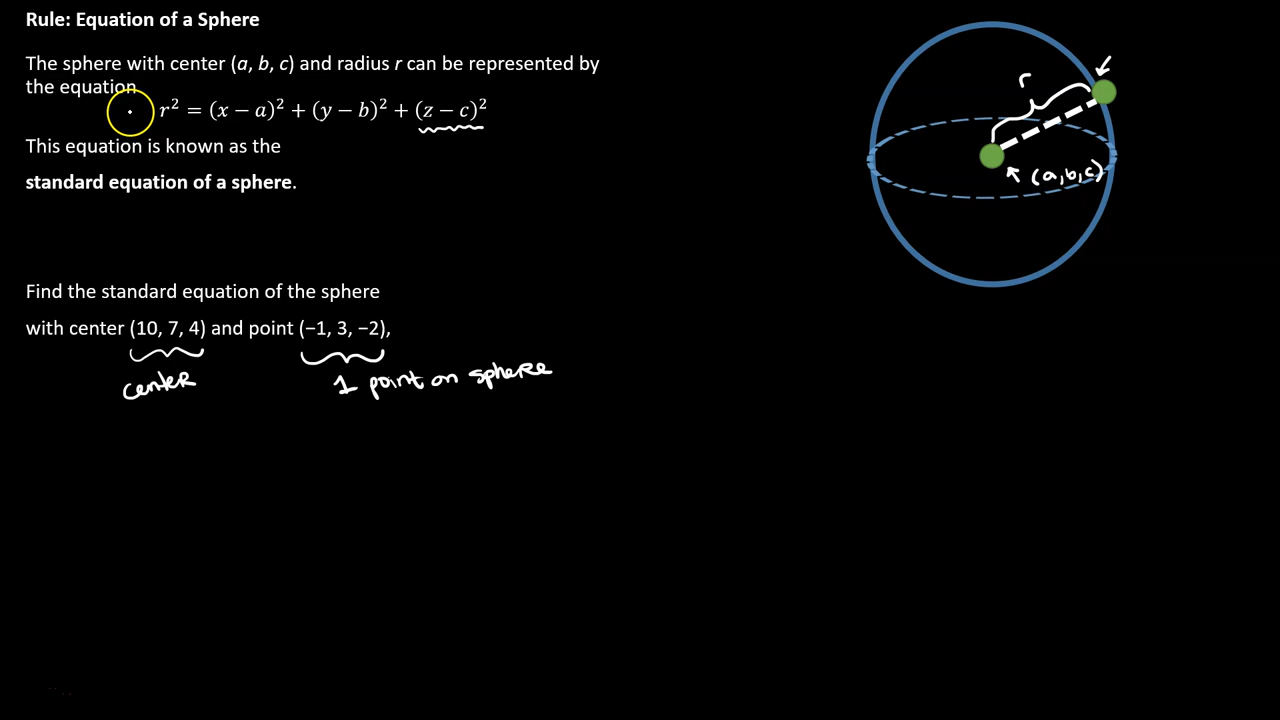 Rule: Equation of a Sphere
The sphere with center (a, b, c) and radius r can be represented by
the equation
r² = (x − a)² + (y − b)² + (z − c)²
This equation is known as the
standard equation of a sphere.
r
(a,b,c)
Find the standard equation of the sphere
with center (10, 7, 4) and point (−1, 3, −2),
center
1 point on sphere